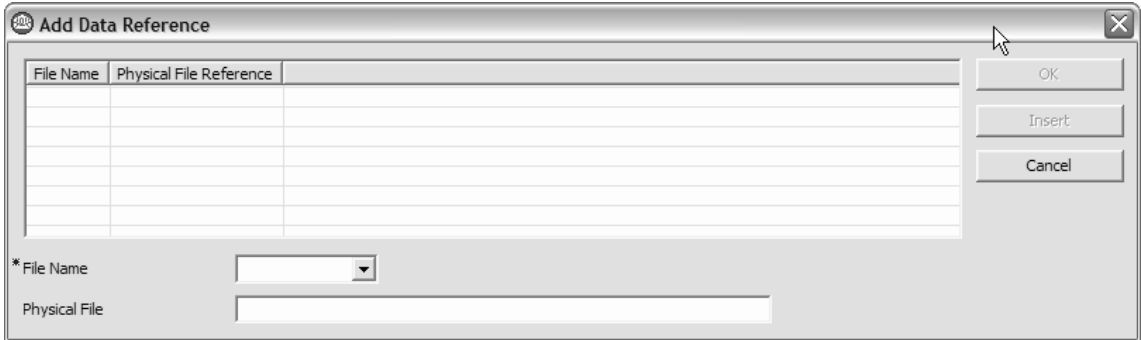 Add Data Reference
File Name Physical File Reference
OK
Insert
Cancel
*File Name
Physical File